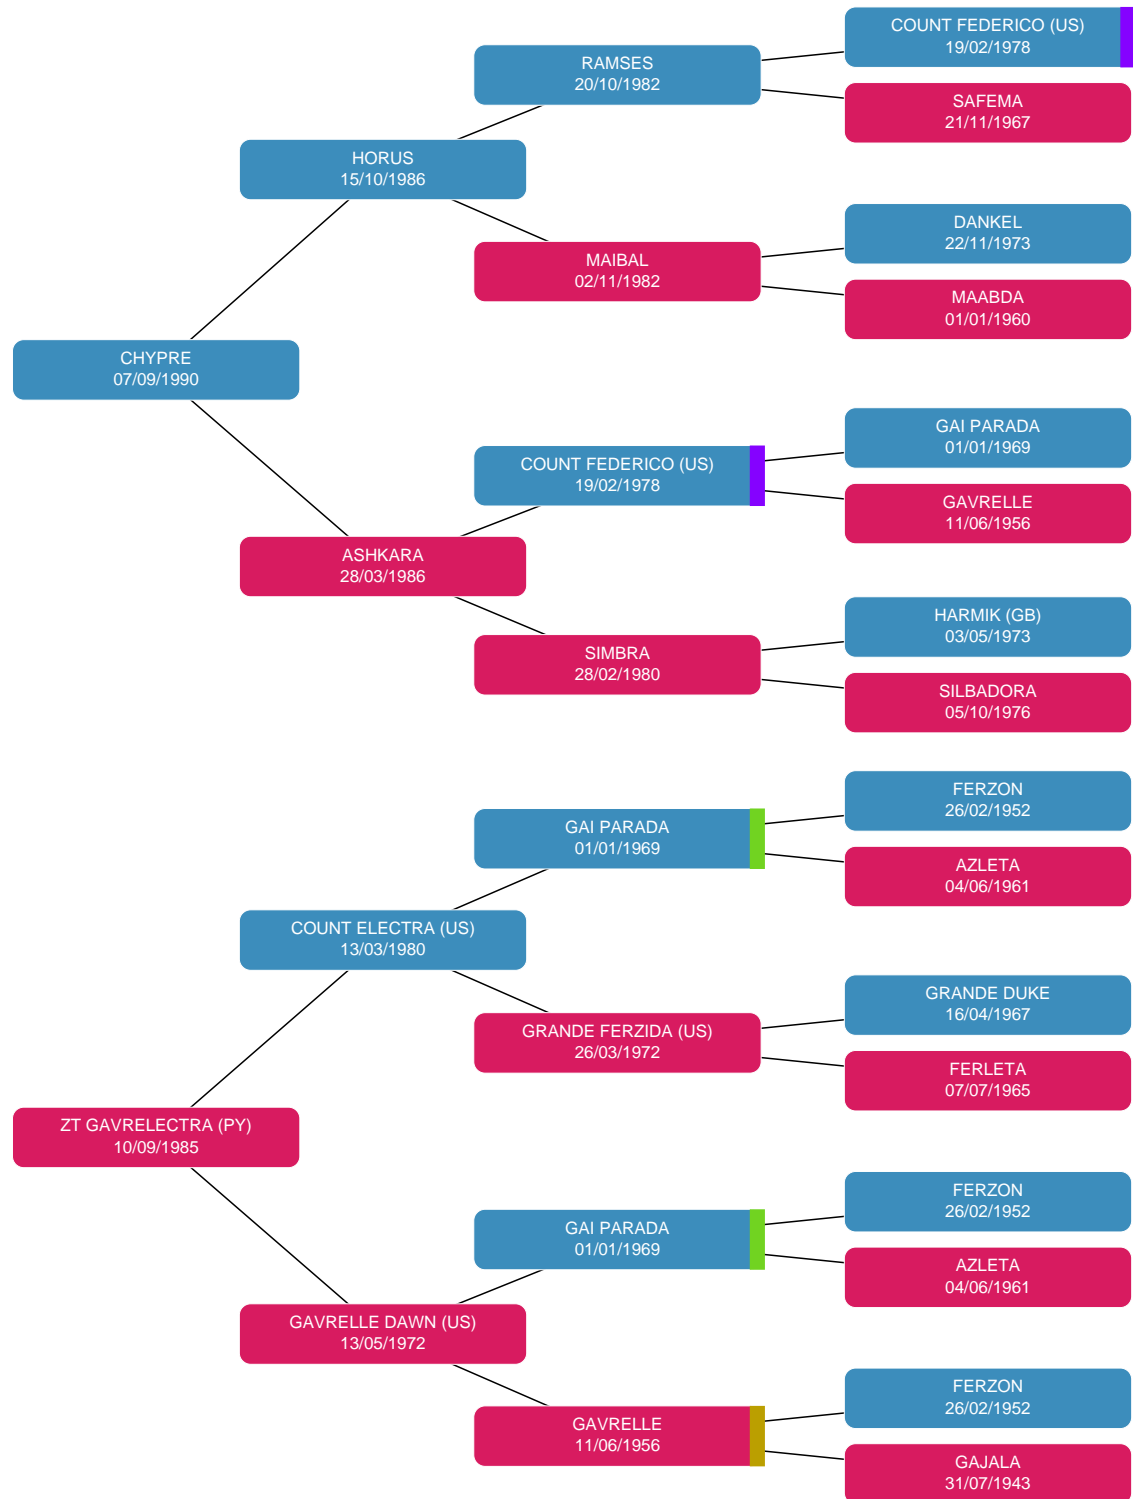 COUNT FEDERICO (US)
19/02/1978
RAMSES
20/10/1982
SAFEMA
21/11/1967
HORUS
15/10/1986
DANKEL
22/11/1973
MAIBAL
02/11/1982
MAABDA
01/01/1960
CHYPRE
07/09/1990
GAI PARADA
01/01/1969
COUNT FEDERICO (US)
19/02/1978
GAVRELLE
11/06/1956
ASHKARA
28/03/1986
HARMIK (GB)
03/05/1973
SIMBRA
28/02/1980
SILBADORA
05/10/1976
FERZON
26/02/1952
GAI PARADA
01/01/1969
AZLETA
04/06/1961
COUNT ELECTRA (US)
13/03/1980
GRANDE DUKE
16/04/1967
GRANDE FERZIDA (US)
26/03/1972
FERLETA
07/07/1965
ZT GAVRELECTRA (PY)
10/09/1985
FERZON
26/02/1952
GAI PARADA
01/01/1969
AZLETA
04/06/1961
GAVRELLE DAWN (US)
13/05/1972
FERZON
26/02/1952
GAVRELLE
11/06/1956
GAJALA
31/07/1943